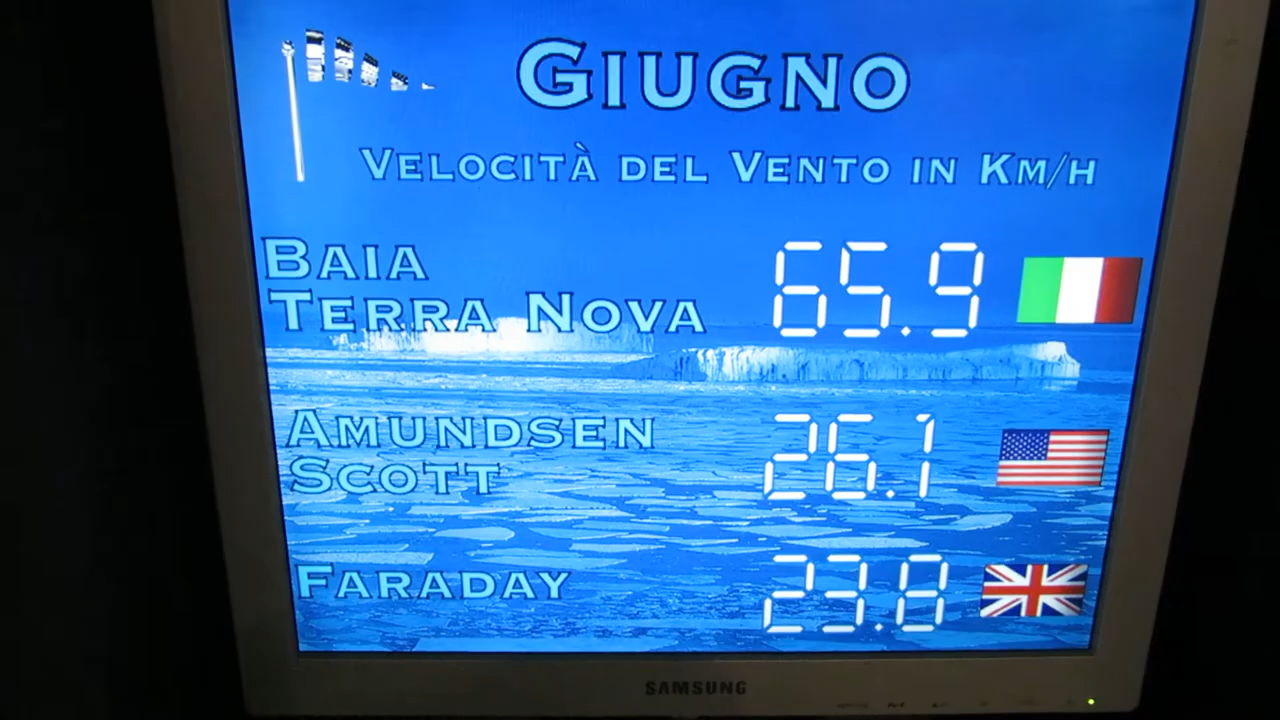 GIUGNO
VELOCITÀ DEL VENTO IN KM/H
BAIA
TERRA NOVA 65.9
AMUNDSEN
SCOTT 26.1
FARADAY 23.8
SAMSUNG